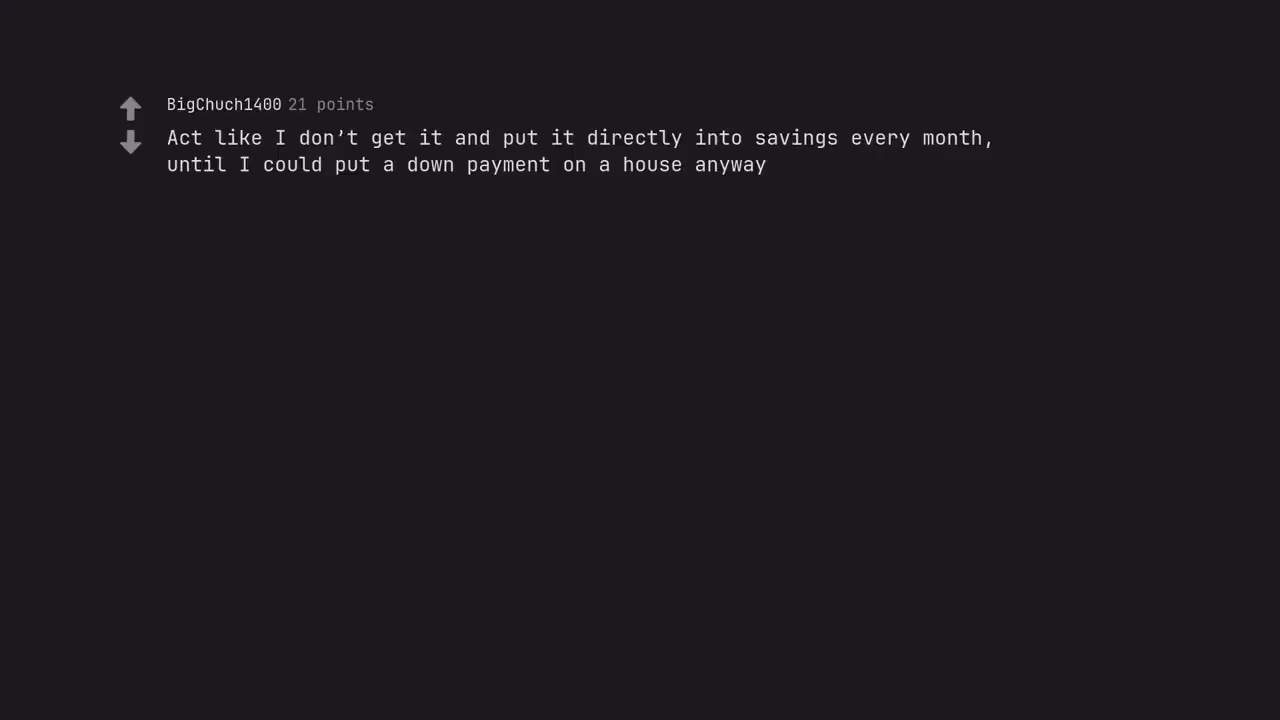 BigChuch1400 21 points
Act like I don’t get it and put it directly into savings every month,
until I could put a down payment on a house anyway